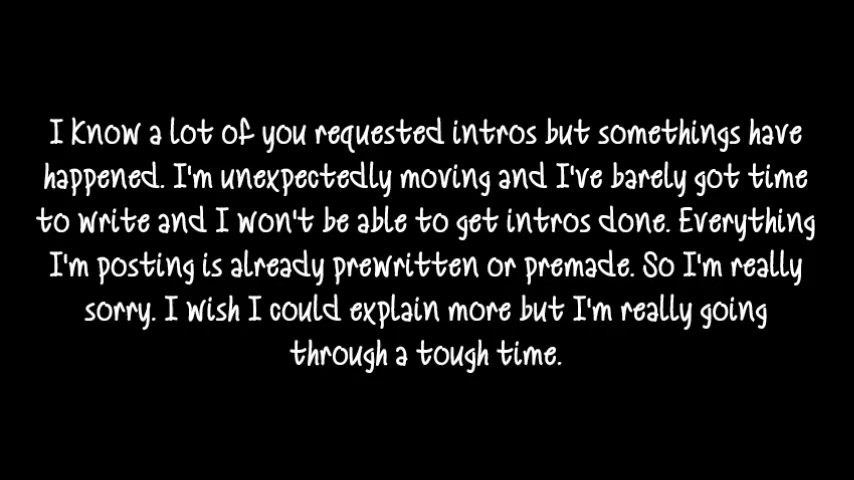 I know a lot of you requested intros but somethings have
happened. I'm unexpectedly moving and I've barely got time
to write and I won't be able to get intros done. Everything
I'm posting is already prewritten or premade. So I'm really
sorry. I wish I could explain more but I'm really going
through a tough time.